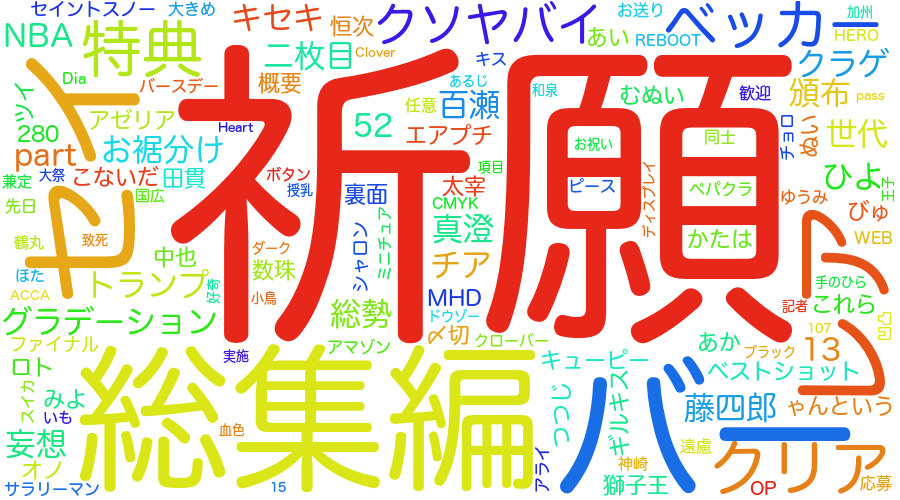 セイントスノー
大きめ
キセキ
恒次
クソヤバイ
お送り
ベッカー
加州
NBA
特典
二枚目
Clover
あい
REBOOT
HERO
ツイ
Dia
バースデー
概要
キス
クラゲ
セイ
祈願
あるじ
和泉
むぬい
歓迎
頒布
pass
280
アゼリア
Heart
52
任意
百瀬
同士
チョロ
ぬい
世代
part
お裾分け
エアプチ
お祝い
兼定
大祭
こないだ
田貫
ボタン
授乳
裏面
太宰
項目
ピース
ディスプレイ
ペパクラ
ゆうみ
ひよ
王子
先日
国広
CMYK
びゅ
鶴丸
致死
中也
ダーク
シャロン
ミニチュア
真澄
かたは
WEB
ほた
トランプ
好奇
数珠
チア
手のひら
ACCA
小鳥
MHD
記者
これら
グラデーション
総勢
ドゥゾー
107
凸凹
ファイナル
実施
アマゾン
〆切
クローバー
あか
ブラック
13
ロト
総集編
キューピー
ベストショット
スイカ
みよ
いも
つつじ
バ
ギルキス
藤四郎
ゃんという
妄想
血色
遠慮
クリア
オノ
神崎
サラリーマン
15
アライ
獅子王
OP
応募